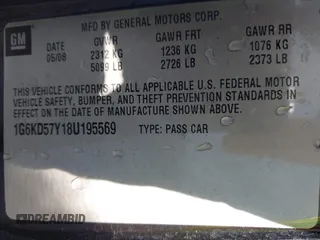 GM
MFD BY GENERAL MOTORS CORP.
DATE GVWR GAWR FRT GAWR RR
05/08 2312 KG 1236 KG 1076 KG
5099 LB 2726 LB 2373 LB
THIS VEHICLE CONFORMS TO ALL APPLICABLE U.S. FEDERAL MOTOR
VEHICLE SAFETY, BUMPER, AND THEFT PREVENTION STANDARDS IN
EFFECT ON THE DATE OF MANUFACTURE SHOWN ABOVE.
1G6KD57Y18U195569 TYPE: PASS CAR
DREAMBID